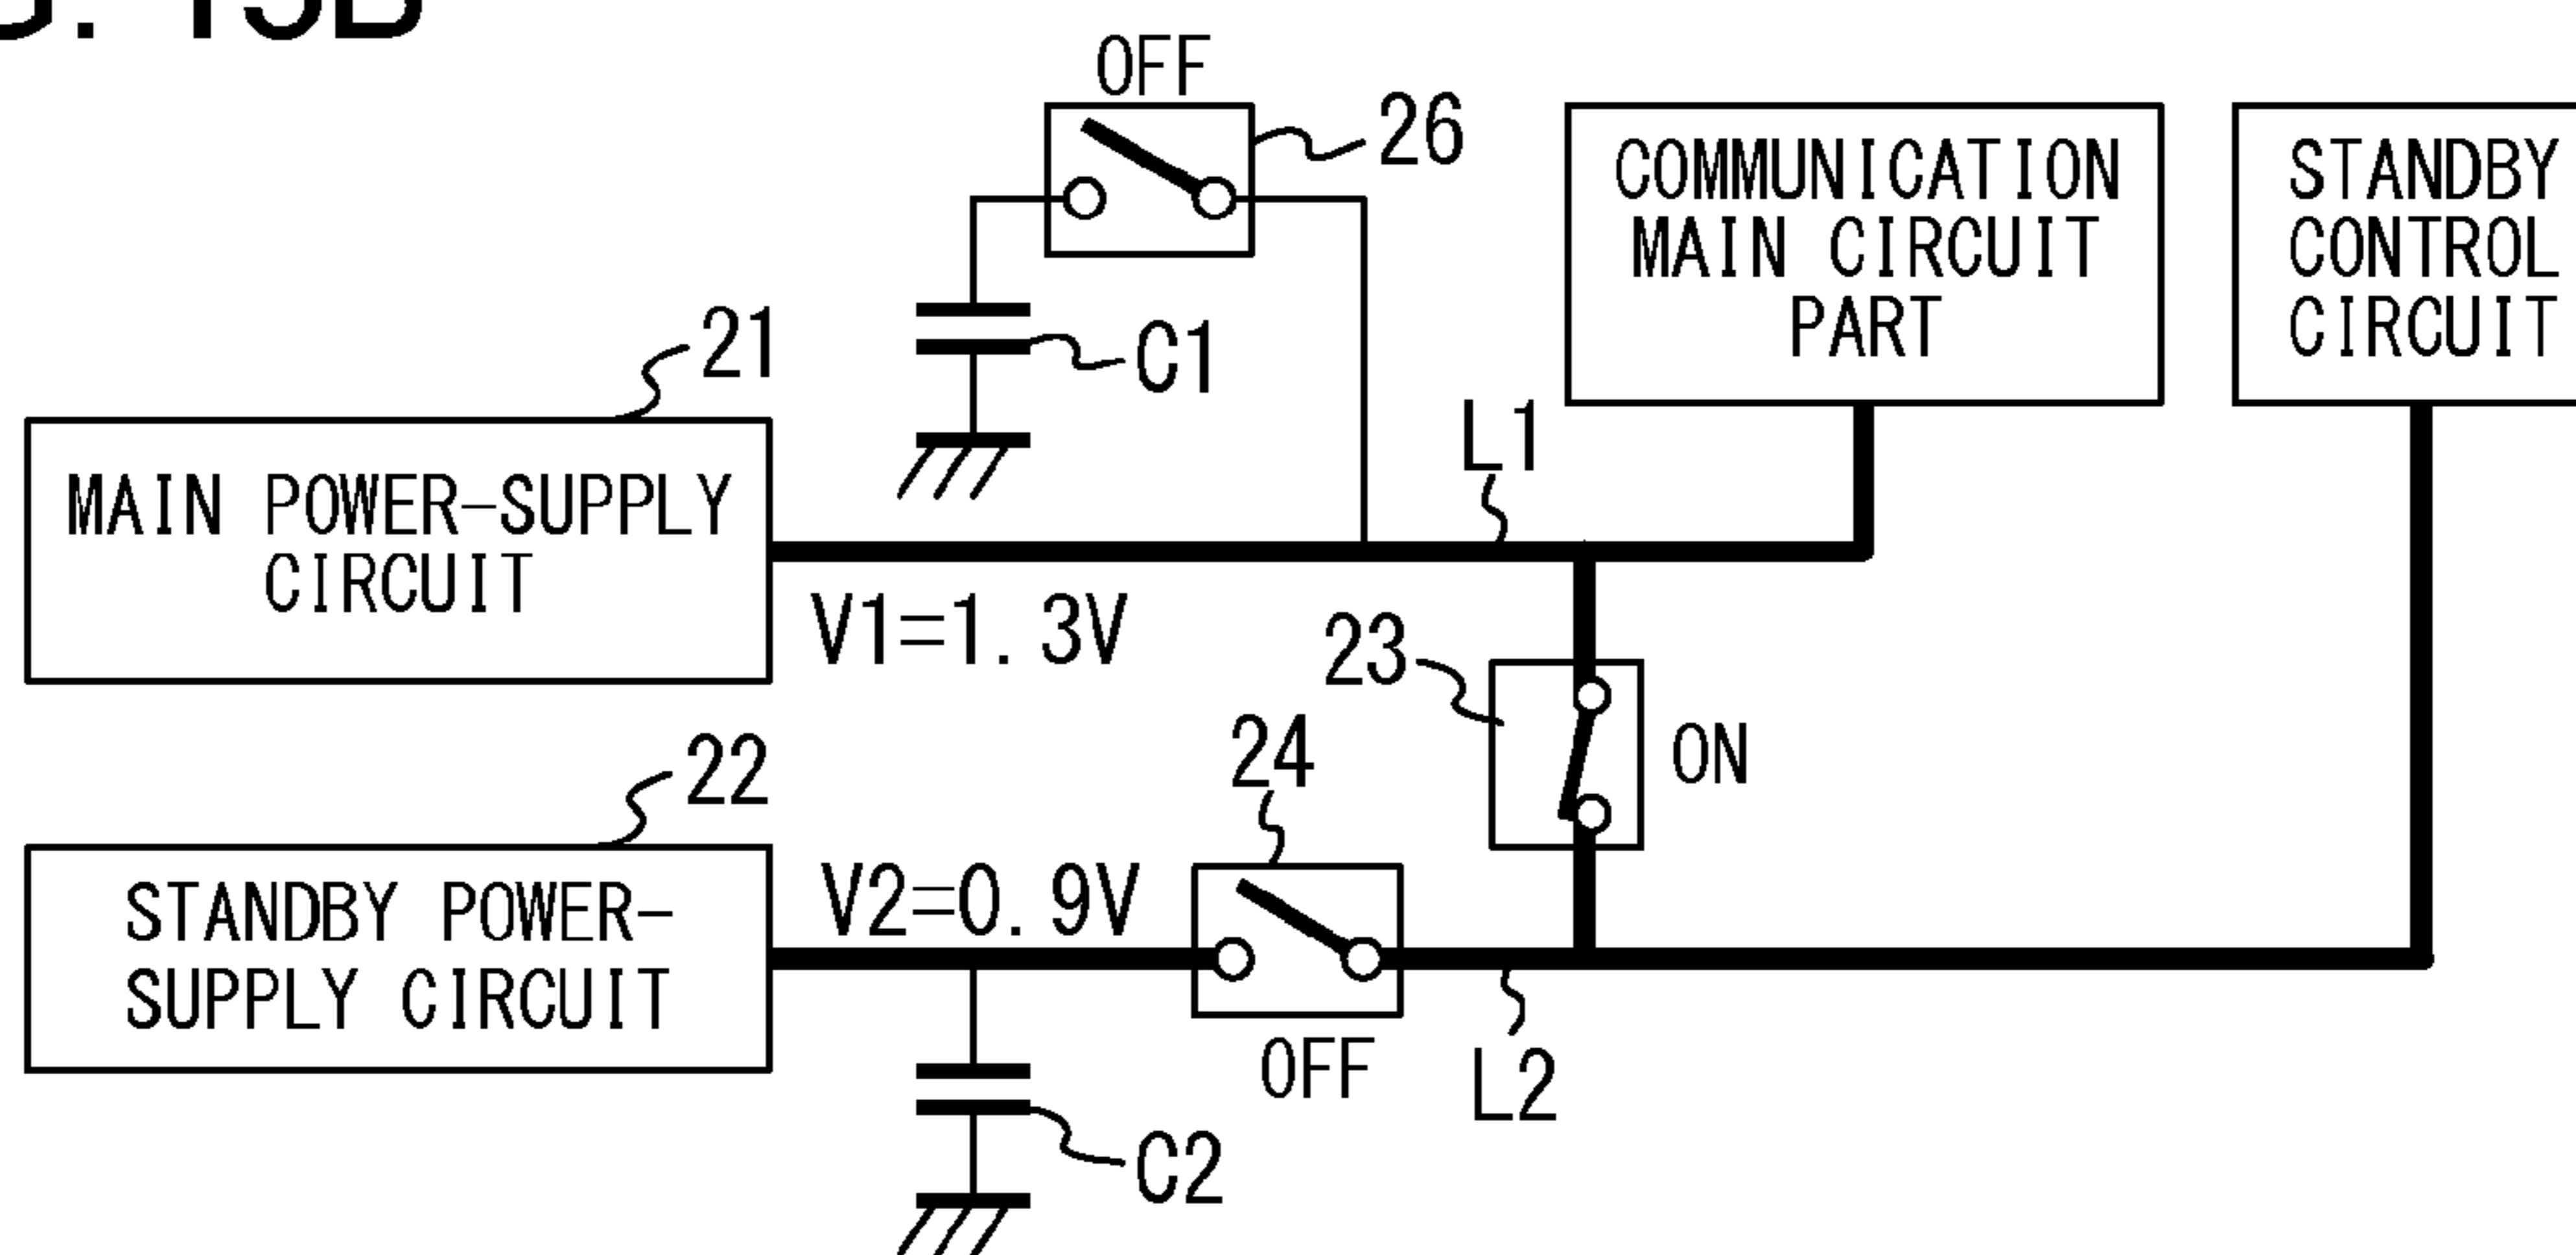 15B
OFF
26
COMMUNICATION
MAIN CIRCUIT
PART
STANDBY
CONTROL
CIRCUIT
C1
21
MAIN POWER-SUPPLY
CIRCUIT
L1
V1=1.3V
23
ON
22
24
STANDBY POWER-
SUPPLY CIRCUIT
V2=0.9V
OFF
L2
C2